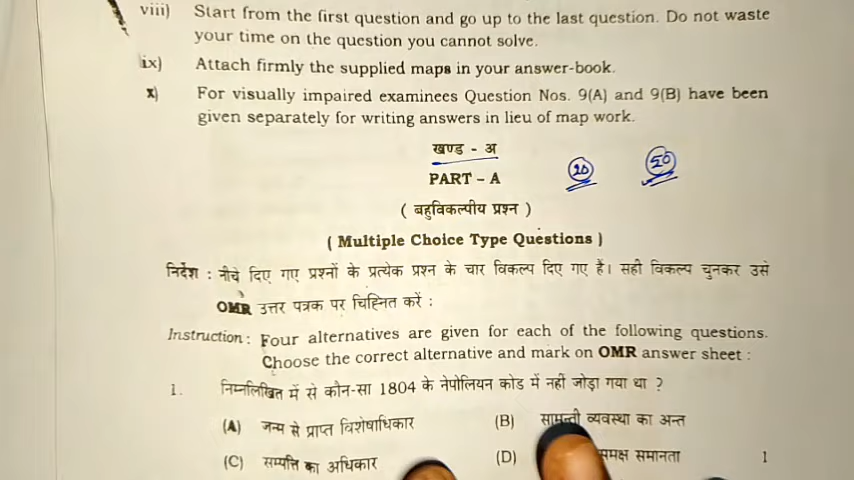 viii) Start from the first question and go up to the last question. Do not waste
your time on the question you cannot solve.
ix) Attach firmly the supplied maps in your answer-book.
x) For visually impaired examinees Question Nos. 9(A) and 9(B) have been
given separately for writing answers in lieu of map work.
खण्ड - अ
PART – A 20 50
( बहुविकल्पीय प्रश्न )
( Multiple Choice Type Questions )
निर्देश : नीचे दिए गए प्रश्नों के प्रत्येक प्रश्न के चार विकल्प दिए गए हैं। सही विकल्प चुनकर उसे
OMR उत्तर पत्रक पर चिह्नित करें :
Instruction : Four alternatives are given for each of the following questions.
Choose the correct alternative and mark on OMR answer sheet :
1. निम्नलिखित में से कौन-सा 1804 के नेपोलियन कोड में नहीं जोड़ा गया था ?
(A) जन्म से प्राप्त विशेषाधिकार (B) सामन्ती व्यवस्था का अन्त
(C) सम्पत्ति का अधिकार (D) समक्ष समानता 1